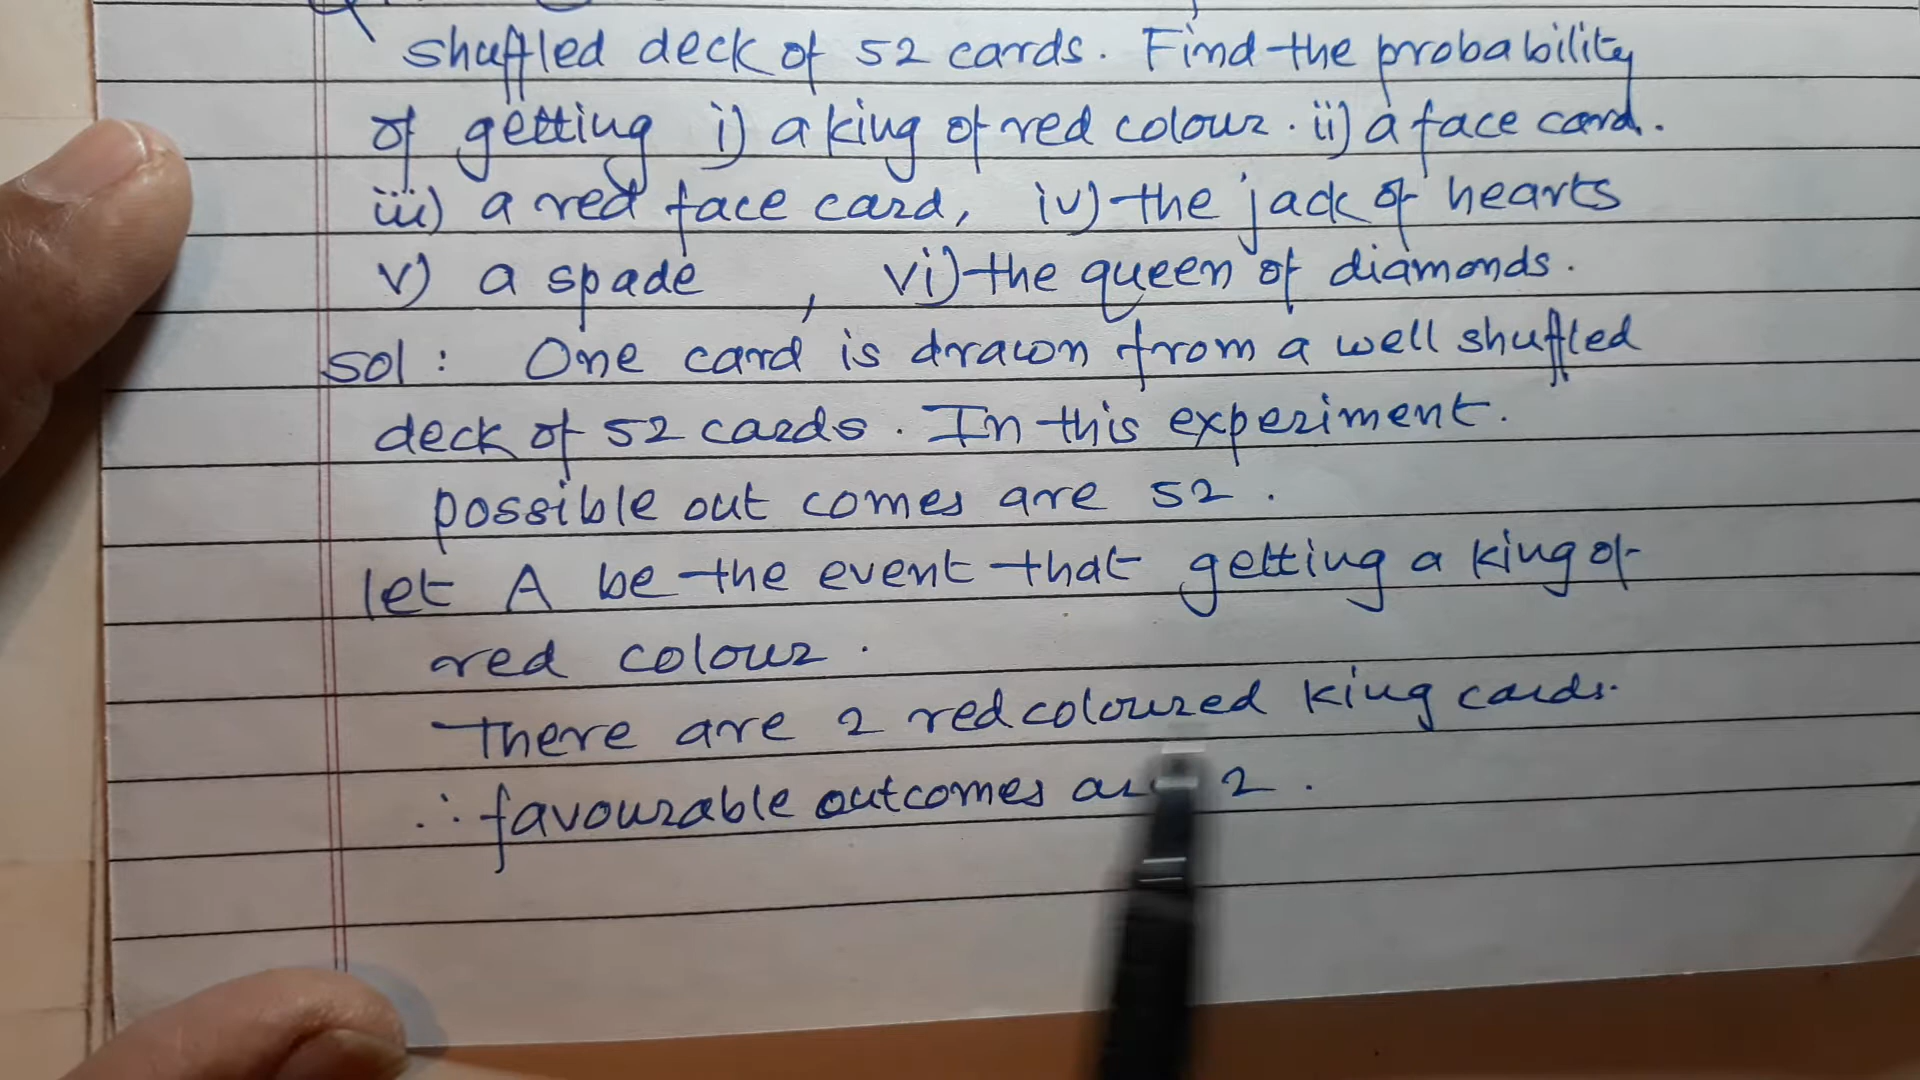 shuffled deck of 52 cards. Find the probability
of getting i) a king of red colour. ii) a face card.
iii) a red face card, iv) the jack of hearts
v) a spade , vi) the queen of diamonds.
Sol: One card is drawn from a well shuffled
deck of 52 cards. In this experiment.
possible out comes are 52.
let A be the event that getting a king of
red colour.
There are 2 red coloured king cards.
∴ favourable outcomes are 2.